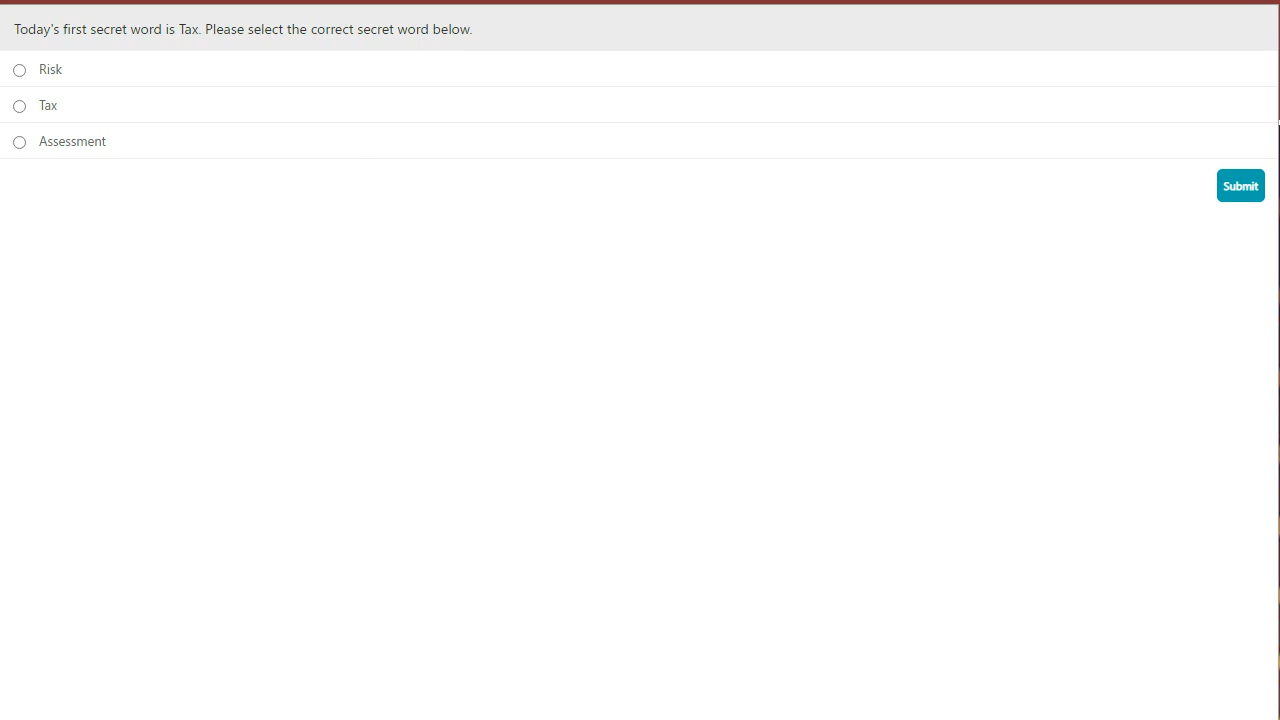 Today's first secret word is Tax. Please select the correct secret word below.
Risk
Tax
Assessment
Submit